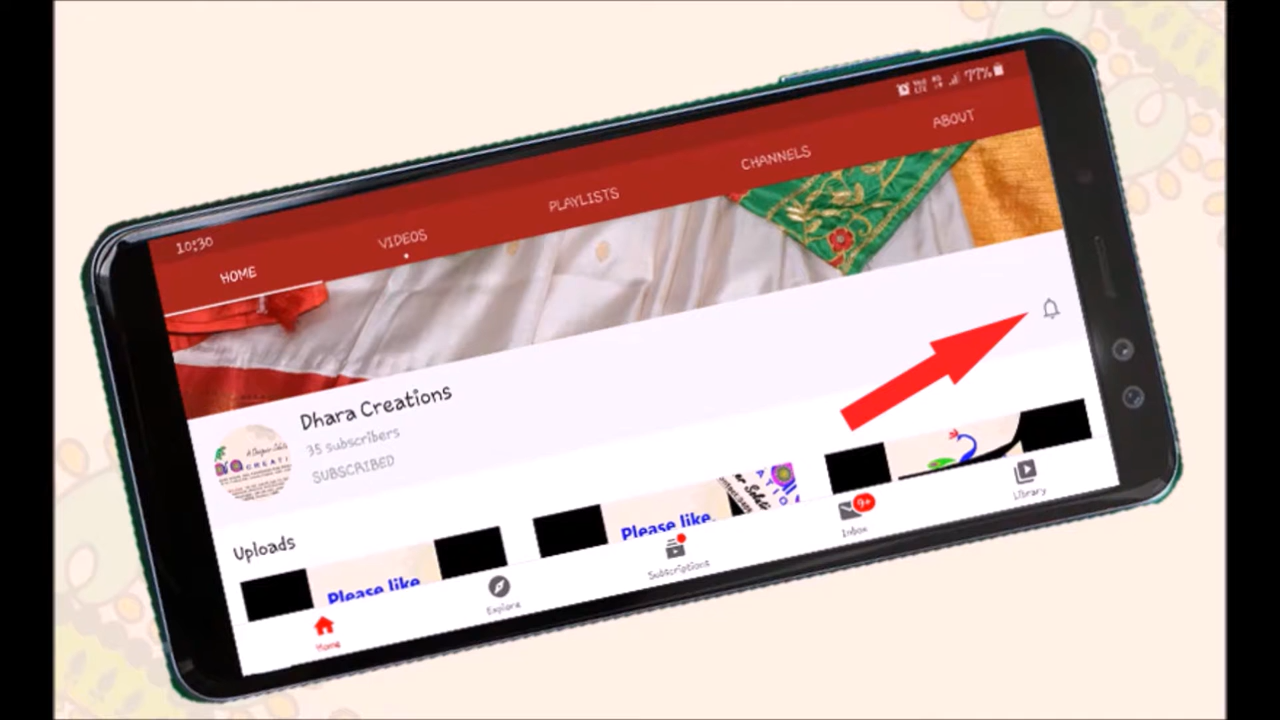 10:30
77%
HOME
VIDEOS
PLAYLISTS
CHANNELS
ABOUT
Dhara Creations
35 subscribers
SUBSCRIBED
CREATI
Uploads
Please like
Please like
Home
Explore
Subscriptions
9+
Inbox
Library